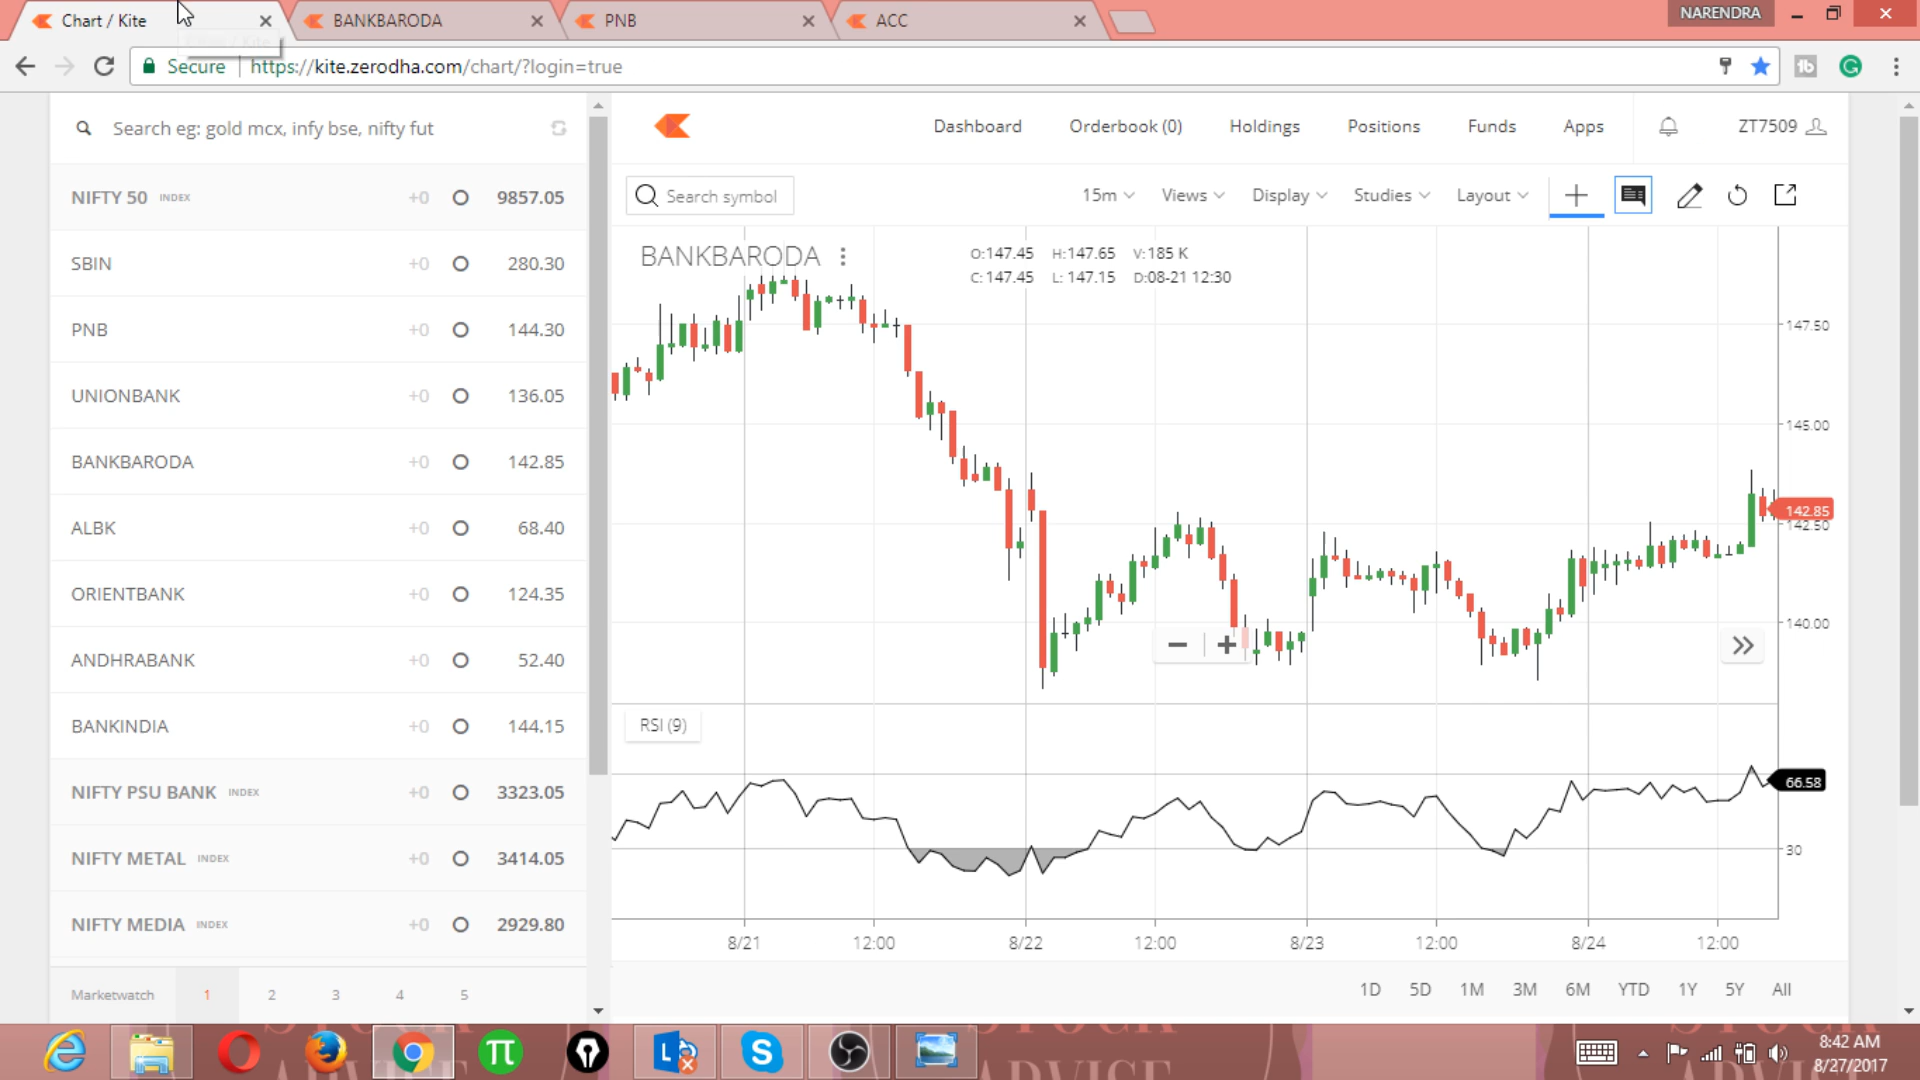 Chart / Kite
BANKBARODA
PNB
ACC
NARENDRA
Secure
https://kite.zerodha.com/chart/?login=true
Search eg: gold mcx, infy bse, nifty fut
Dashboard
Orderbook (0)
Holdings
Positions
Funds
Apps
ZT7509
NIFTY 50 INDEX +0 9857.05
SBIN +0 280.30
PNB +0 144.30
UNIONBANK +0 136.05
BANKBARODA +0 142.85
ALBK +0 68.40
ORIENTBANK +0 124.35
ANDHRABANK +0 52.40
BANKINDIA +0 144.15
NIFTY PSU BANK INDEX +0 3323.05
NIFTY METAL INDEX +0 3414.05
NIFTY MEDIA INDEX +0 2929.80
Marketwatch 1 2 3 4 5
Search symbol
15m
Views
Display
Studies
Layout
BANKBARODA
O:147.45 H:147.65 V:185 K
C:147.45 L: 147.15 D:08-21 12:30
147.50
145.00
142.85
142.50
140.00
RSI (9)
66.58
30
8/21 12:00 8/22 12:00 8/23 12:00 8/24 12:00
1D 5D 1M 3M 6M YTD 1Y 5Y All
8:42 AM
8/27/2017